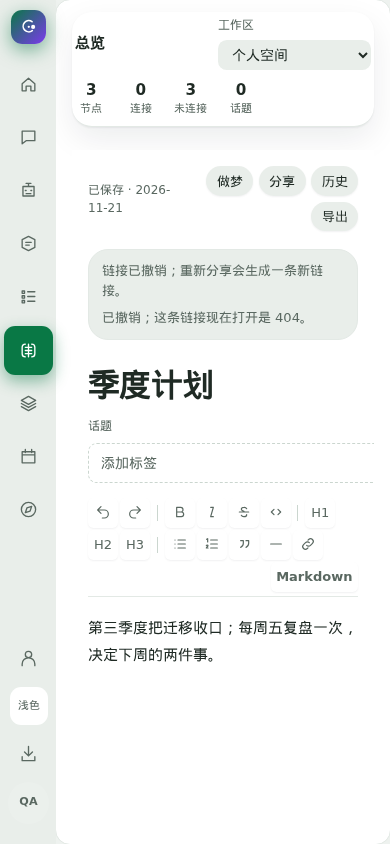 总览
工作区
个人空间
3
0
3
0
节点
连接
未连接
话题
已保存 · 2026-
11-21
做梦
分享
历史
导出
链接已撤销；重新分享会生成一条新链
接。
已撤销；这条链接现在打开是 404。
季度计划
话题
添加标签
B
I
S
H1
H2
H3
Markdown
第三季度把迁移收口；每周五复盘一次，
决定下周的两件事。
浅色
QA